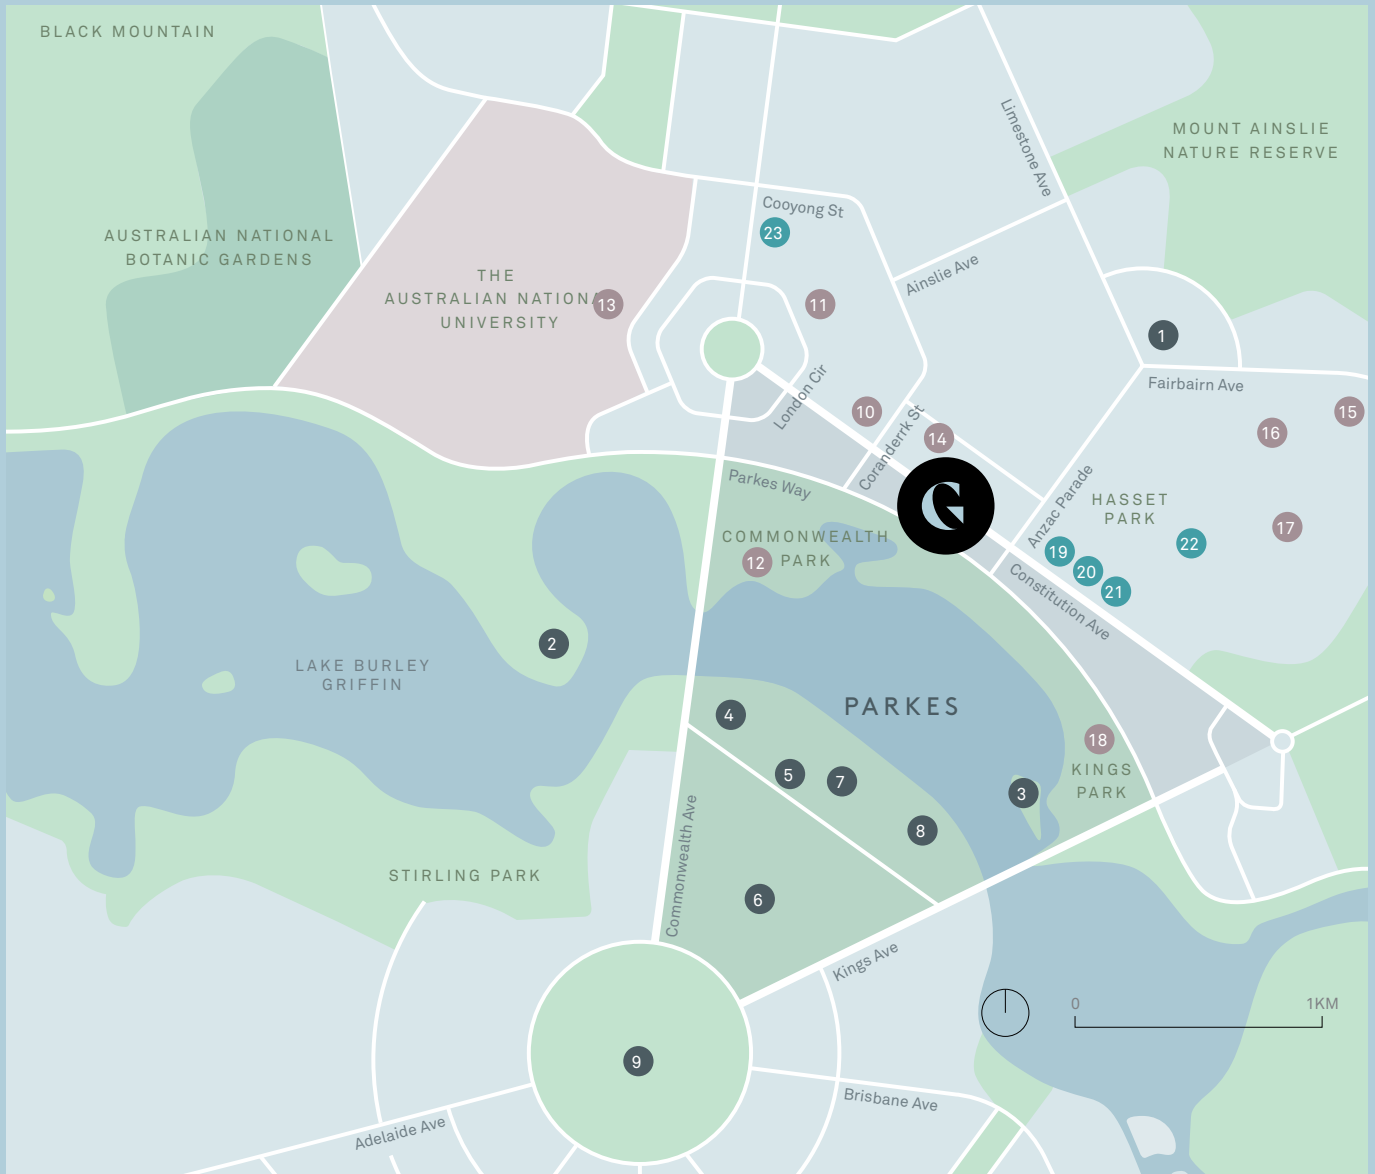 BLACK MOUNTAIN
MOUNT AINSLIE
NATURE RESERVE
Limestone Ave
Cooyong St
23
AUSTRALIAN NATIONAL
BOTANIC GARDENS
THE
AUSTRALIAN NATIONA
UNIVERSITY
13
11
Ainslie Ave
1
Fairbairn Ave
London Cir
10
Coranderrk St
14
15
16
Parkes Way
G
Anzac Parade
HASSET
PARK
17
22
COMMONWEALTH
PARK
12
19
20
21
Constitution Ave
2
LAKE BURLEY
GRIFFIN
PARKES
4
5
7
8
3
18
KINGS
PARK
Commonwealth Ave
STIRLING PARK
6
Kings Ave
0
1KM
9
Brisbane Ave
Adelaide Ave